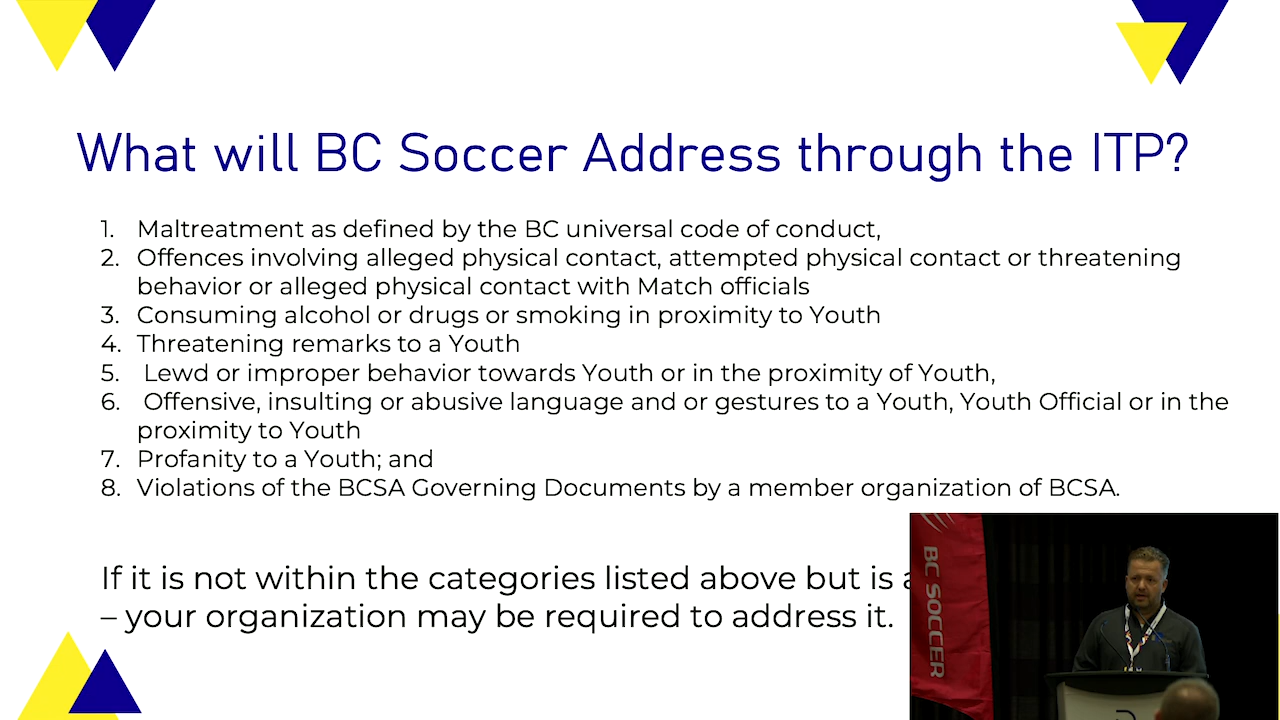 What will BC Soccer Address through the ITP?
1. Maltreatment as defined by the BC universal code of conduct,
2. Offences involving alleged physical contact, attempted physical contact or threatening
behavior or alleged physical contact with Match officials
3. Consuming alcohol or drugs or smoking in proximity to Youth
4. Threatening remarks to a Youth
5. Lewd or improper behavior towards Youth or in the proximity of Youth,
6. Offensive, insulting or abusive language and or gestures to a Youth, Youth Official or in the
proximity to Youth
7. Profanity to a Youth; and
8. Violations of the BCSA Governing Documents by a member organization of BCSA.
If it is not within the categories listed above but is
– your organization may be required to address it.
BC SOCCER